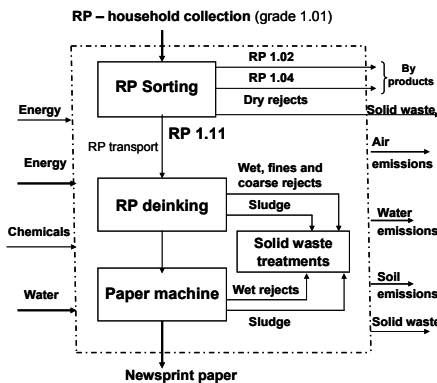 RP – household collection (grade 1.01)
RP 1.02
RP 1.04
By
products
RP Sorting
Dry rejects
Solid waste
Energy
RP 1.11
RP transport
Air
emissions
Energy
Wet, fines and
coarse rejects
RP deinking
Sludge
Water
emissions
Chemicals
Solid waste
treatments
Soil
emissions
Water
Paper machine
Wet rejects
Sludge
Solid waste
Newsprint paper